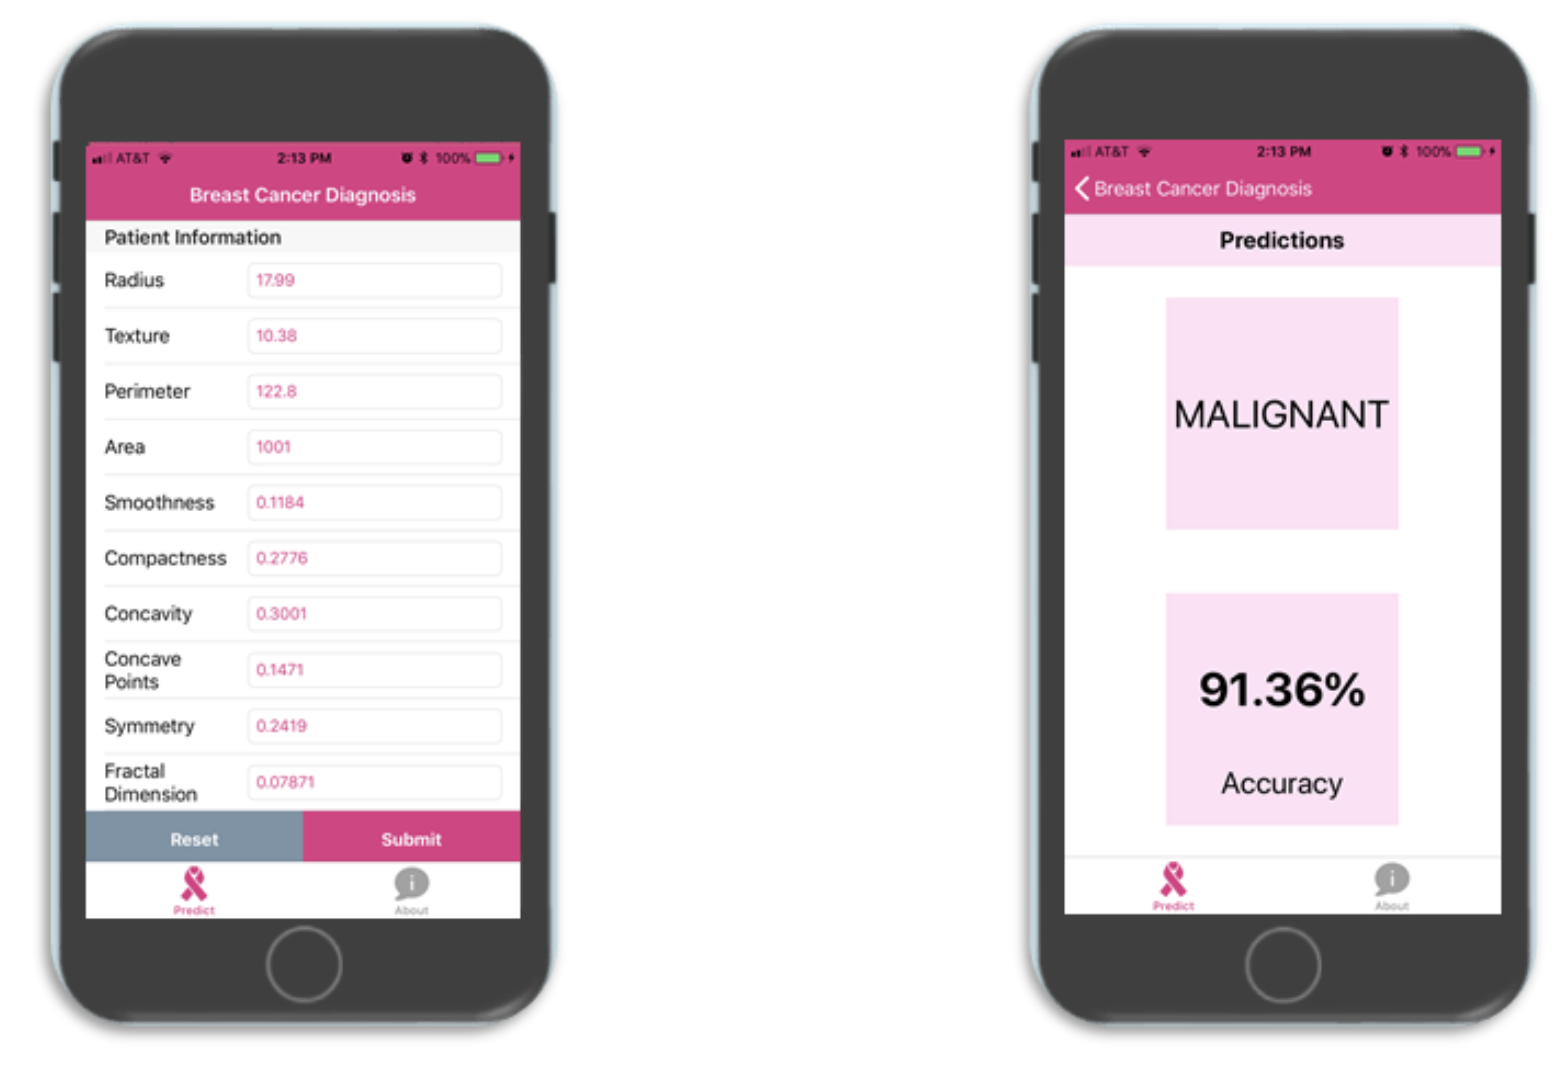 AT&T 2:13 PM 100%
Breast Cancer Diagnosis
Patient Information
Radius 17.99
Texture 10.38
Perimeter 122.8
Area 1001
Smoothness 0.1184
Compactness 0.2776
Concavity 0.3001
Concave
Points 0.1471
Symmetry 0.2419
Fractal
Dimension 0.07871
Reset Submit
Predict About
AT&T 2:13 PM 100%
Breast Cancer Diagnosis
Predictions
MALIGNANT
91.36%
Accuracy
Predict About